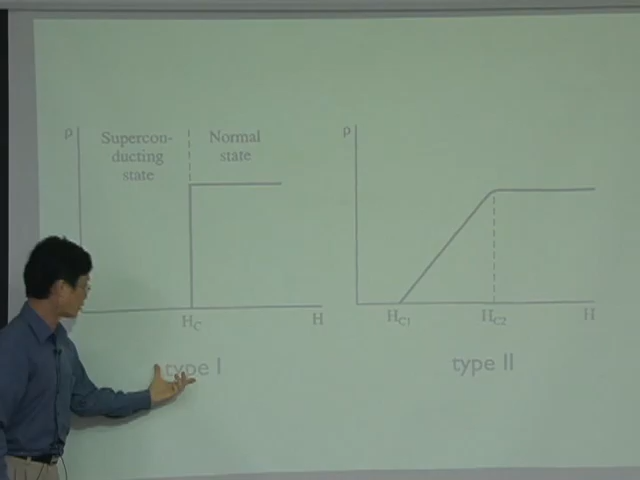 ρ
Supercon-
ducting
state
Normal
state
H_C
H
type I
ρ
H_C1
H_C2
H
type II